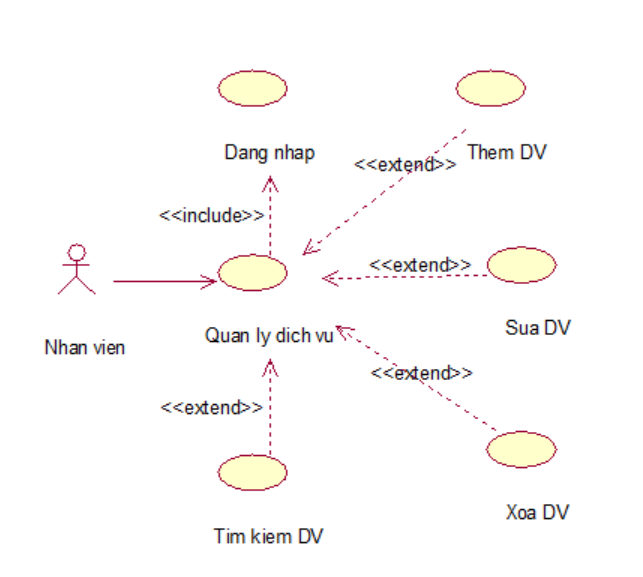 Dang nhap
Them DV
<<extend>>
<<include>>
<<extend>>
Nhan vien
Quan ly dich vu
Sua DV
<<extend>>
<<extend>>
Tim kiem DV
Xoa DV